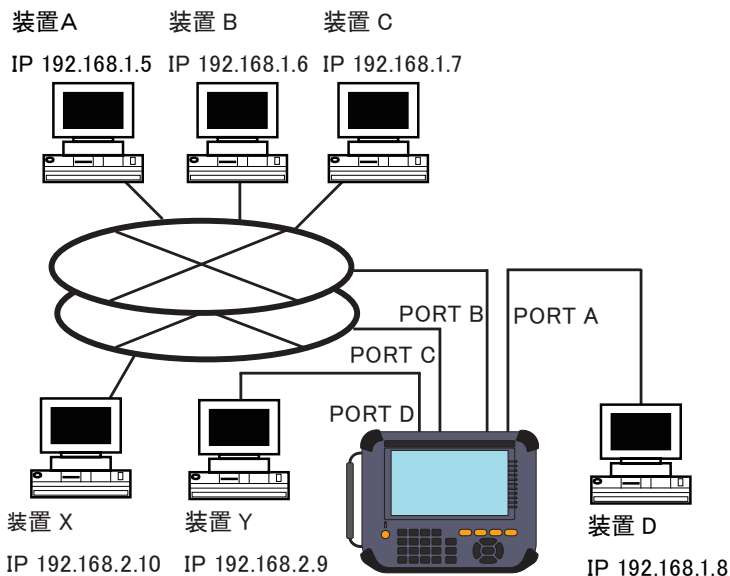 装置A
装置 B
装置 C
IP 192.168.1.5
IP 192.168.1.6
IP 192.168.1.7
PORT B
PORT A
PORT C
PORT D
装置 X
装置 Y
装置 D
IP 192.168.2.10
IP 192.168.2.9
IP 192.168.1.8